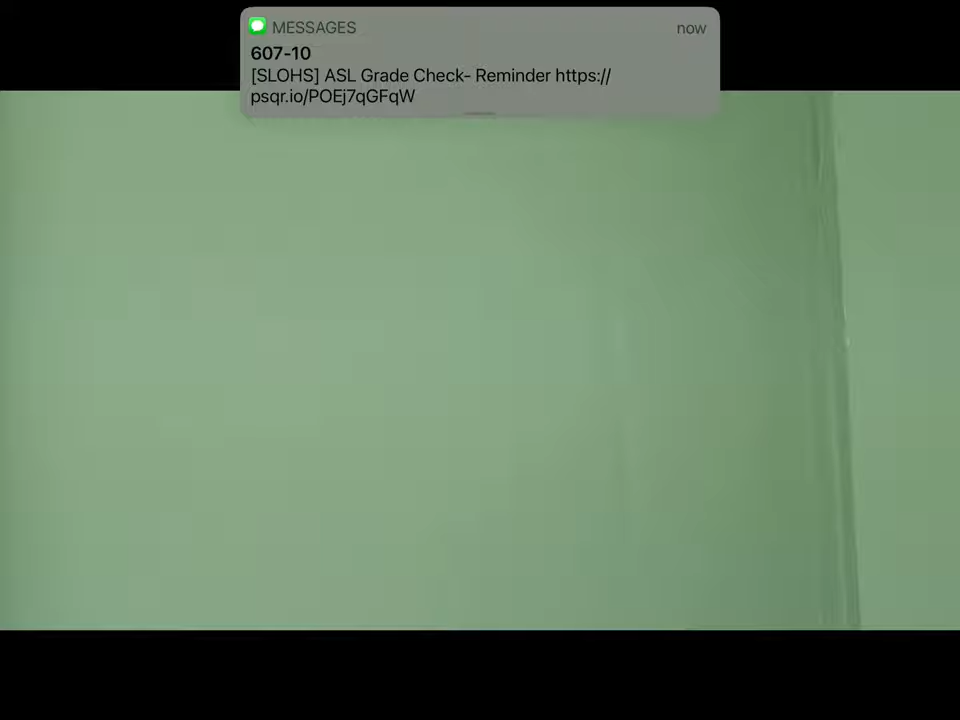 MESSAGES
now
607-10
[SLOHS] ASL Grade Check- Reminder https://
psqr.io/POEj7qGFqW